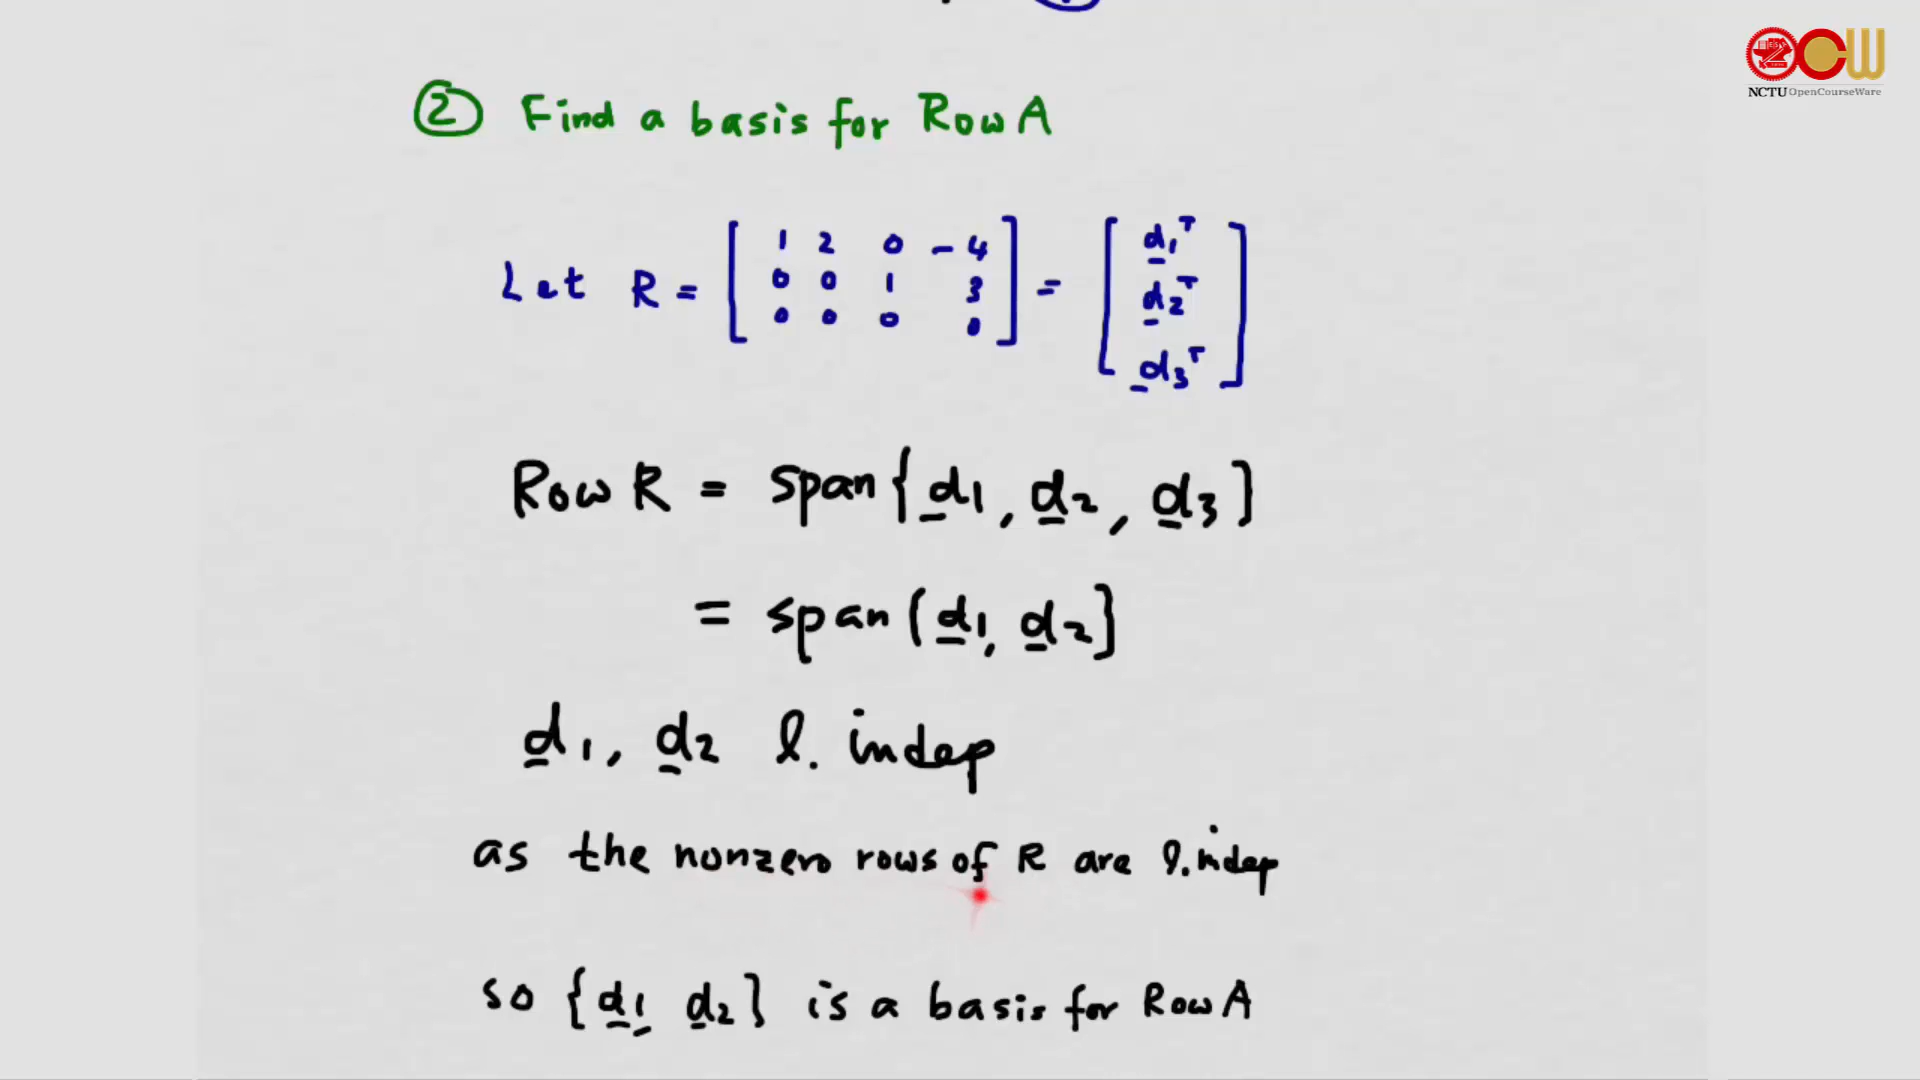 NCTU OpenCourseWare
② Find a basis for Row A
Let R = [ 1 2 0 -4 ; 0 0 1 3 ; 0 0 0 0 ] = [ d1ᵀ ; d2ᵀ ; d3ᵀ ]
Row R = span{d1, d2, d3}
= span{d1, d2}
d1, d2 l. indep
as the nonzero rows of R are l. indep
so {d1 d2} is a basis for Row A